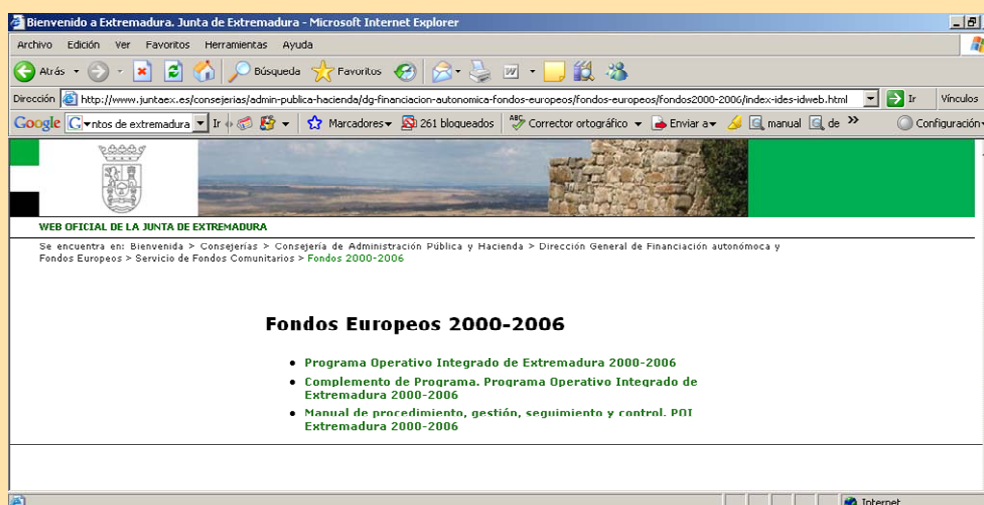 Bienvenido a Extremadura. Junta de Extremadura - Microsoft Internet Explorer
Archivo Edición Ver Favoritos Herramientas Ayuda
Atrás Búsqueda Favoritos
Dirección http://www.juntaex.es/consejerias/admin-publica-hacienda/dg-financiacion-autonomica-fondos-europeos/fondos-europeos/fondos2000-2006/index-ides-idweb.html Ir Vínculos
Google ntos de extremadura Ir Marcadores 261 bloqueados Corrector ortográfico Enviar a manual de » Configuración
WEB OFICIAL DE LA JUNTA DE EXTREMADURA
Se encuentra en: Bienvenida > Consejerías > Consejería de Administración Pública y Hacienda > Dirección General de Financiación autonómoca y
Fondos Europeos > Servicio de Fondos Comunitarios > Fondos 2000-2006
Fondos Europeos 2000-2006
• Programa Operativo Integrado de Extremadura 2000-2006
• Complemento de Programa. Programa Operativo Integrado de
Extremadura 2000-2006
• Manual de procedimiento, gestión, seguimiento y control. POI
Extremadura 2000-2006
Internet